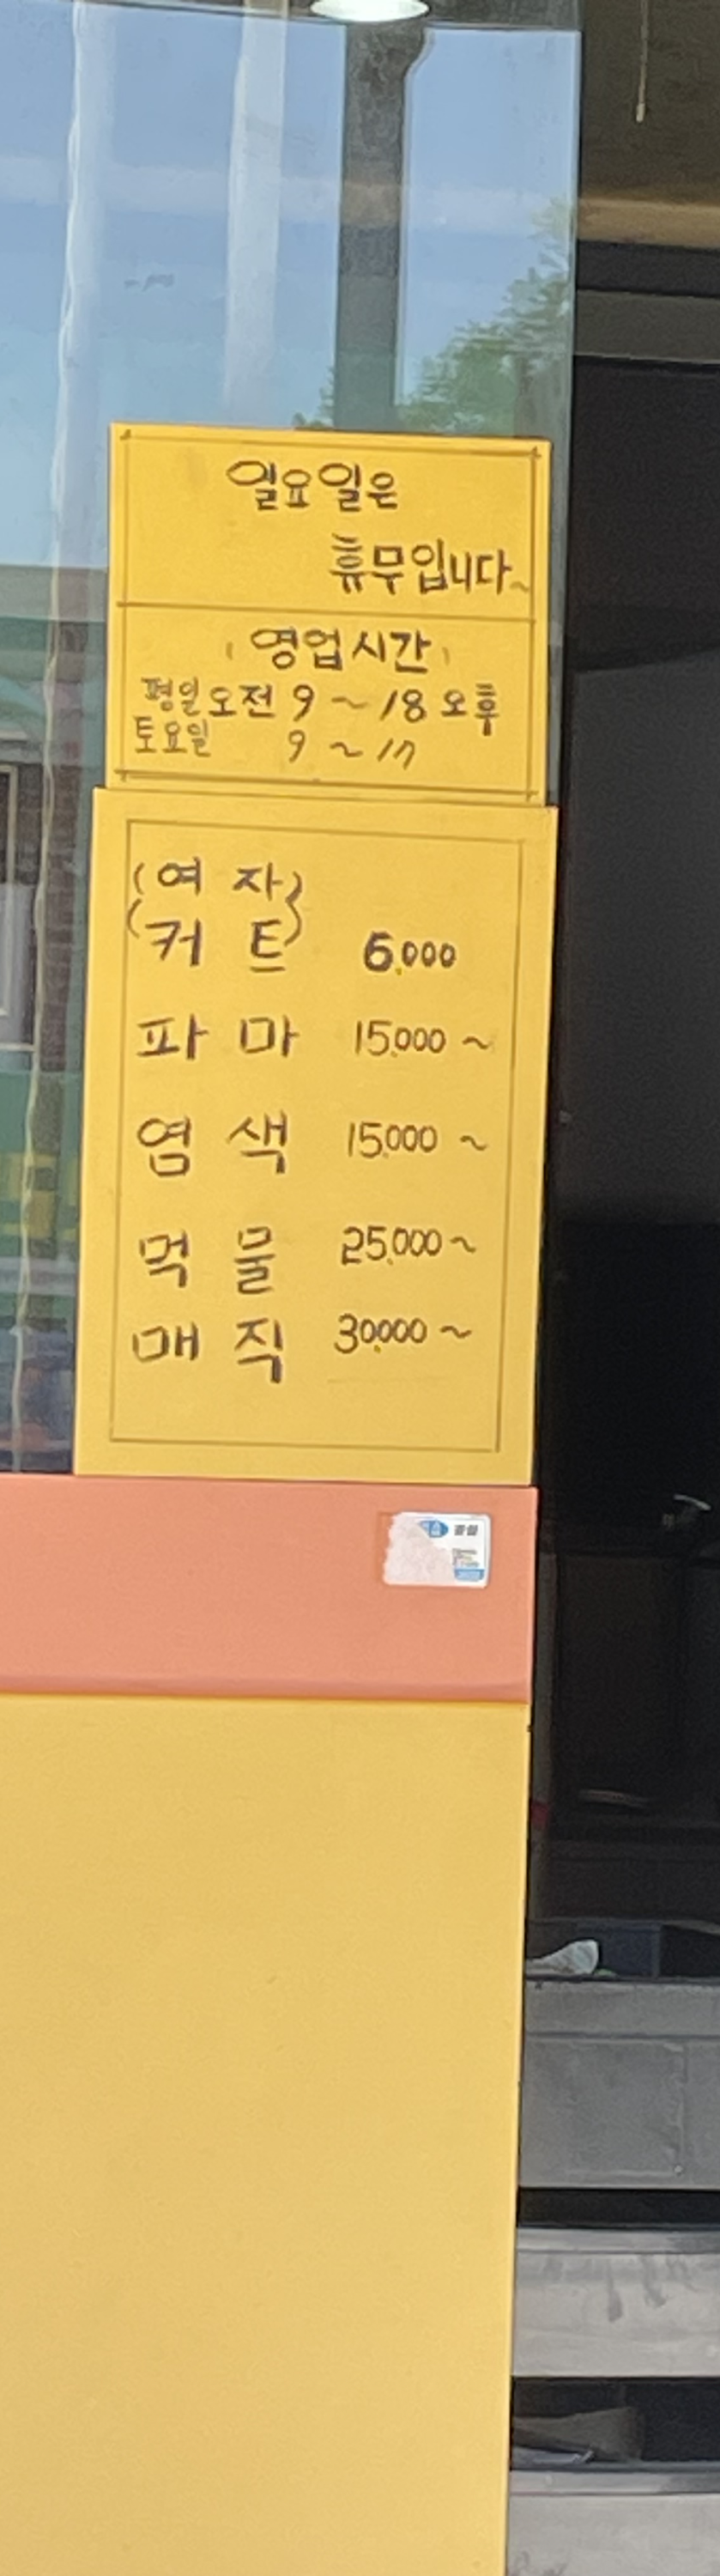 일요일은
휴무입니다~
(영업시간)
평일 오전 9 ~ 18 오후
토요일 9 ~ 17
(여 자)
(커 트) 6.000
파 마 15.000 ~
염 색 15.000 ~
먹 물 25.000 ~
매 직 30.000 ~